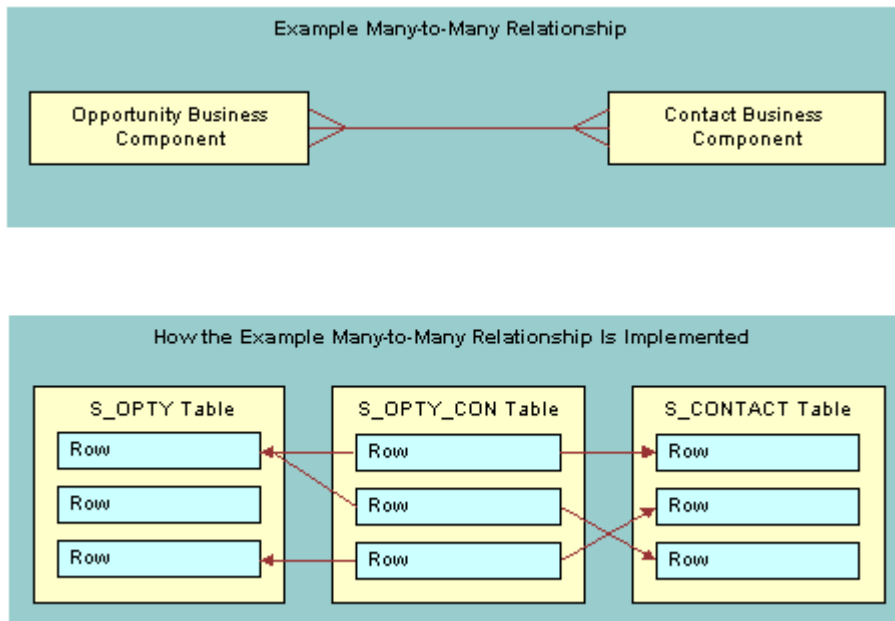 Example Many-to-Many Relationship
Opportunity Business
Component
Contact Business
Component
How the Example Many-to-Many Relationship Is Implemented
S_OPTY Table
Row
Row
Row
S_OPTY_CON Table
Row
Row
Row
S_CONTACT Table
Row
Row
Row